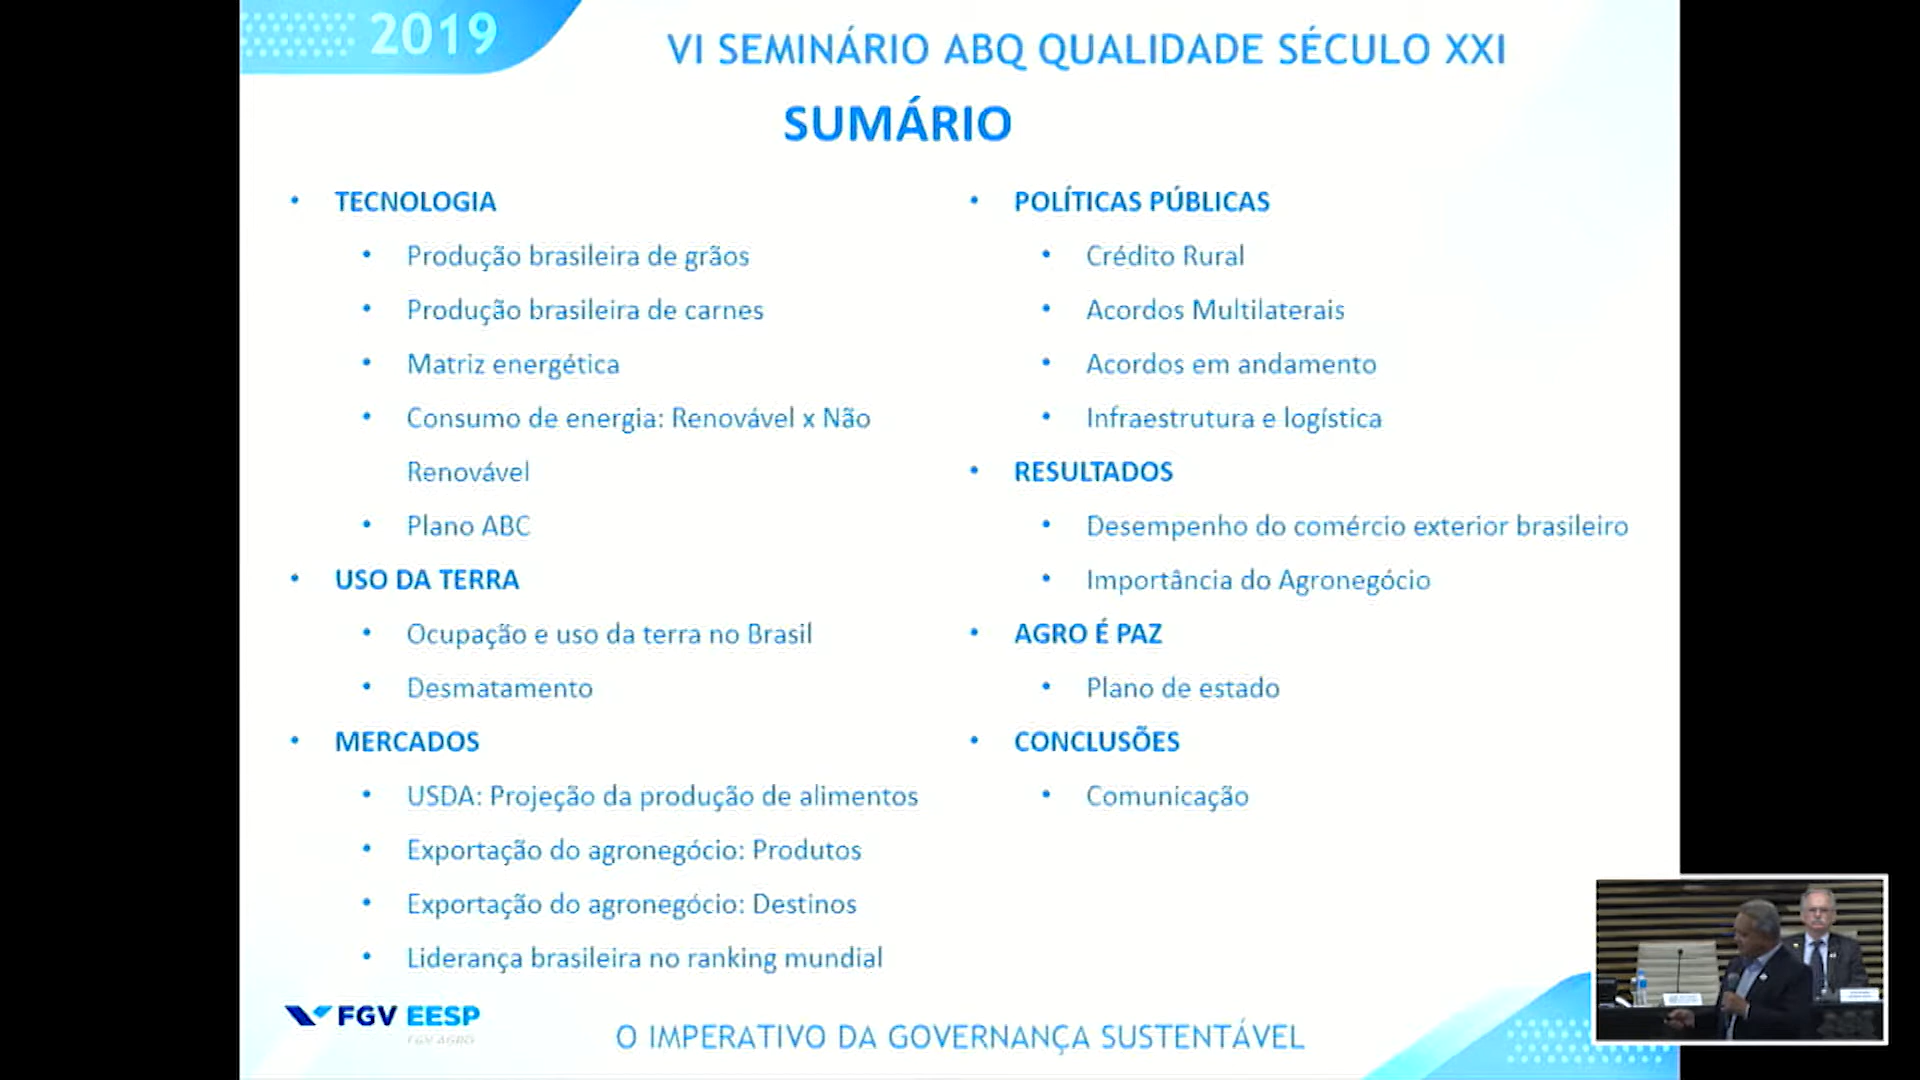 2019
VI SEMINÁRIO ABQ QUALIDADE SÉCULO XXI
SUMÁRIO
• TECNOLOGIA
• Produção brasileira de grãos
• Produção brasileira de carnes
• Matriz energética
• Consumo de energia: Renovável x Não
Renovável
• Plano ABC
• USO DA TERRA
• Ocupação e uso da terra no Brasil
• Desmatamento
• MERCADOS
• USDA: Projeção da produção de alimentos
• Exportação do agronegócio: Produtos
• Exportação do agronegócio: Destinos
• Liderança brasileira no ranking mundial
• POLÍTICAS PÚBLICAS
• Crédito Rural
• Acordos Multilaterais
• Acordos em andamento
• Infraestrutura e logística
• RESULTADOS
• Desempenho do comércio exterior brasileiro
• Importância do Agronegócio
• AGRO É PAZ
• Plano de estado
• CONCLUSÕES
• Comunicação
FGV EESP
FGV AGRO
O IMPERATIVO DA GOVERNANÇA SUSTENTÁVEL